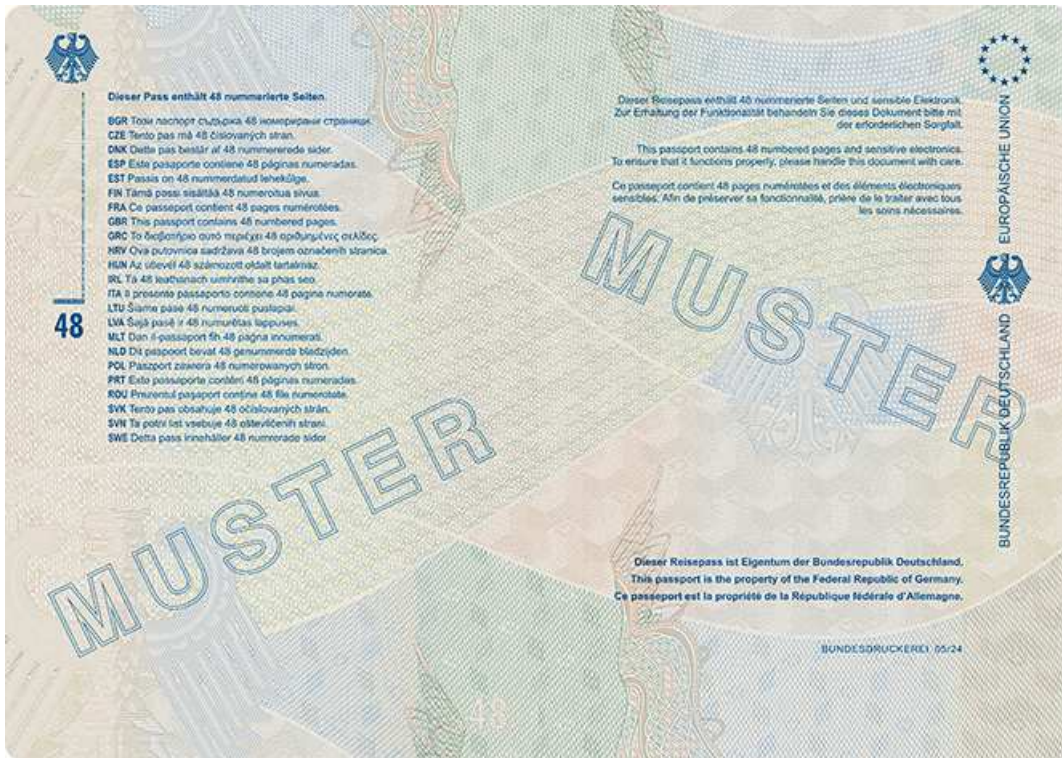 Dieser Pass enthält 48 nummerierte Seiten.
BGR Този паспорт съдържа 48 номерирани страници.
CZE Tento pas má 48 číslovaných stran.
DNK Dette pas består af 48 nummererede sider.
ESP Este pasaporte contiene 48 páginas numeradas.
EST Passis on 48 nummerdatud lehekülge.
FIN Tämä passi sisältää 48 numeroitua sivua.
FRA Ce passeport contient 48 pages numérotées.
GBR This passport contains 48 numbered pages.
GRC Το διαβατήριο αυτό περιέχει 48 αριθμημένες σελίδες.
HRV Ova putovnica sadržava 48 brojem označenih stranica.
HUN Az útlevél 48 számozott oldalt tartalmaz.
IRL Tá 48 leathanach uimhrithe sa phas seo.
ITA Il presente passaporto contiene 48 pagine numerate.
LTU Šiame pase 48 numeruoti puslapiai.
LVA Šajā pasē ir 48 numurētas lappuses.
MLT Dan il-passaport fih 48 paġna innumerati.
NLD Dit paspoort bevat 48 genummerde bladzijden.
POL Paszport zawiera 48 numerowanych stron.
PRT Este passaporte contém 48 páginas numeradas.
ROU Prezentul paşaport conţine 48 file numerotate.
SVK Tento pas obsahuje 48 očíslovaných strán.
SVN Ta potni list vsebuje 48 oštevilčenih strani.
SWE Detta pass innehåller 48 numrerade sidor.
48
MUSTER
Dieser Reisepass enthält 48 nummerierte Seiten und sensible Elektronik.
Zur Erhaltung der Funktionalität behandeln Sie dieses Dokument bitte mit
der erforderlichen Sorgfalt.
This passport contains 48 numbered pages and sensitive electronics.
To ensure that it functions properly, please handle this document with care.
Ce passeport contient 48 pages numérotées et des éléments électroniques
sensibles. Afin de préserver sa fonctionnalité, prière de le traiter avec tous
les soins nécessaires.
MUSTER
Dieser Reisepass ist Eigentum der Bundesrepublik Deutschland.
This passport is the property of the Federal Republic of Germany.
Ce passeport est la propriété de la République fédérale d'Allemagne.
BUNDESDRUCKEREI 05/24
BUNDESREPUBLIK DEUTSCHLAND
EUROPÄISCHE UNION
48